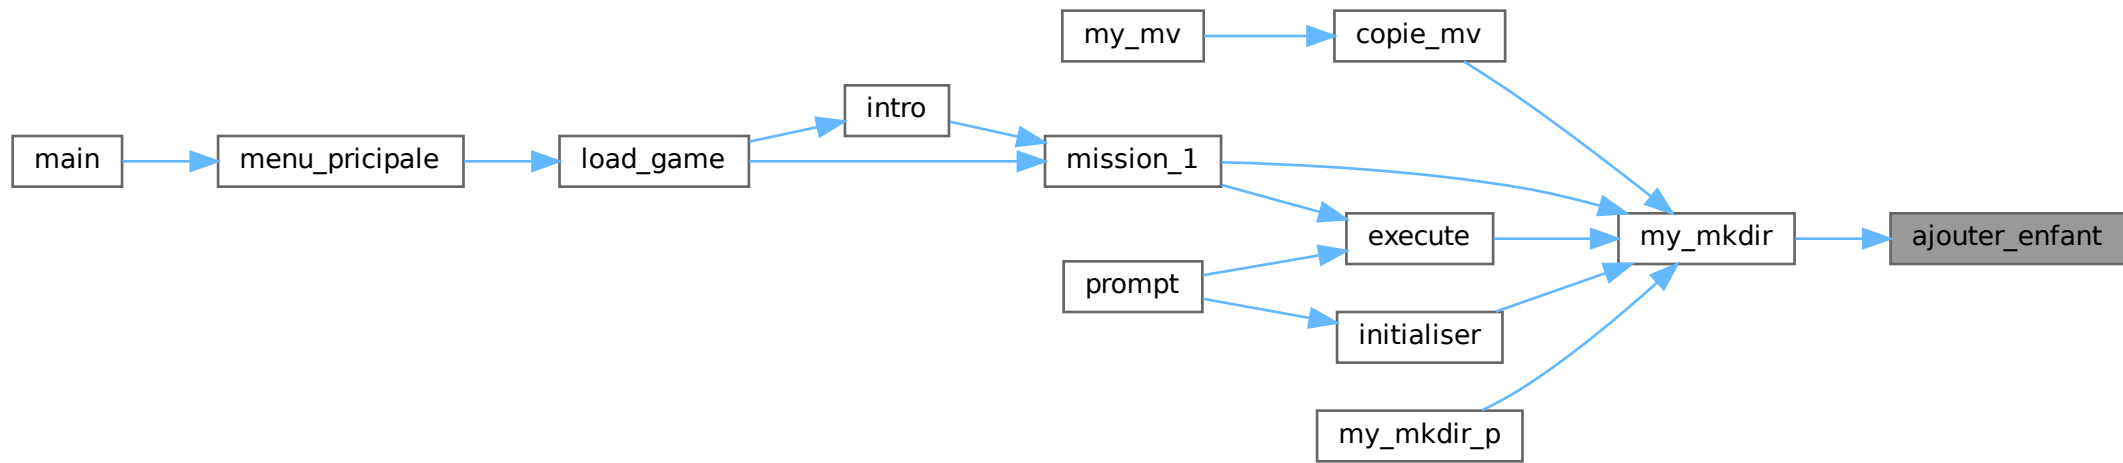 my_mv
copie_mv
intro
main
menu_pricipale
load_game
mission_1
execute
my_mkdir
ajouter_enfant
prompt
initialiser
my_mkdir_p